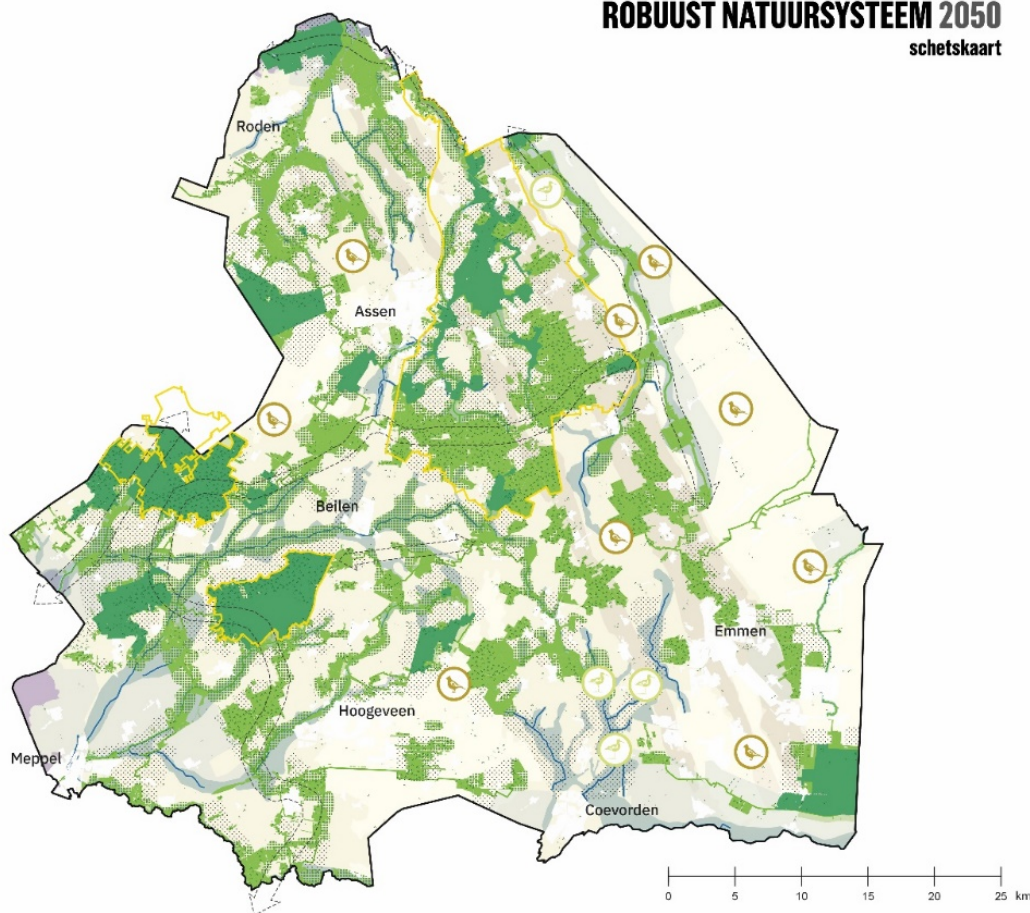 ROBUUST NATUURSYSTEEM 2050
schetskaart
Roden
Assen
Beilen
Emmen
Hoogeveen
Meppel
Coevorden
0 5 10 15 20 25 km